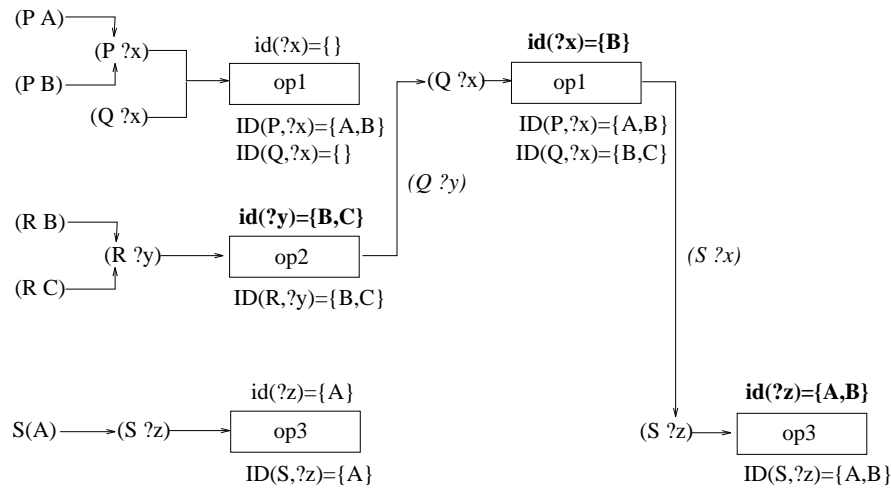 (P A)
(P ?x)
(P B)
(Q ?x)
id(?x)={}
op1
ID(P,?x)={A,B}
ID(Q,?x)={}
(Q ?x)
id(?x)={B}
op1
ID(P,?x)={A,B}
ID(Q,?x)={B,C}
(Q ?y)
(R B)
(R ?y)
(R C)
id(?y)={B,C}
op2
ID(R,?y)={B,C}
(S ?x)
S(A)
(S ?z)
id(?z)={A}
op3
ID(S,?z)={A}
(S ?z)
id(?z)={A,B}
op3
ID(S,?z)={A,B}